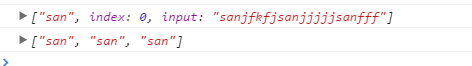 ▶["san", index: 0, input: "sanjfkfjsanjjjjjsanfff"]
▶["san", "san", "san"]
>